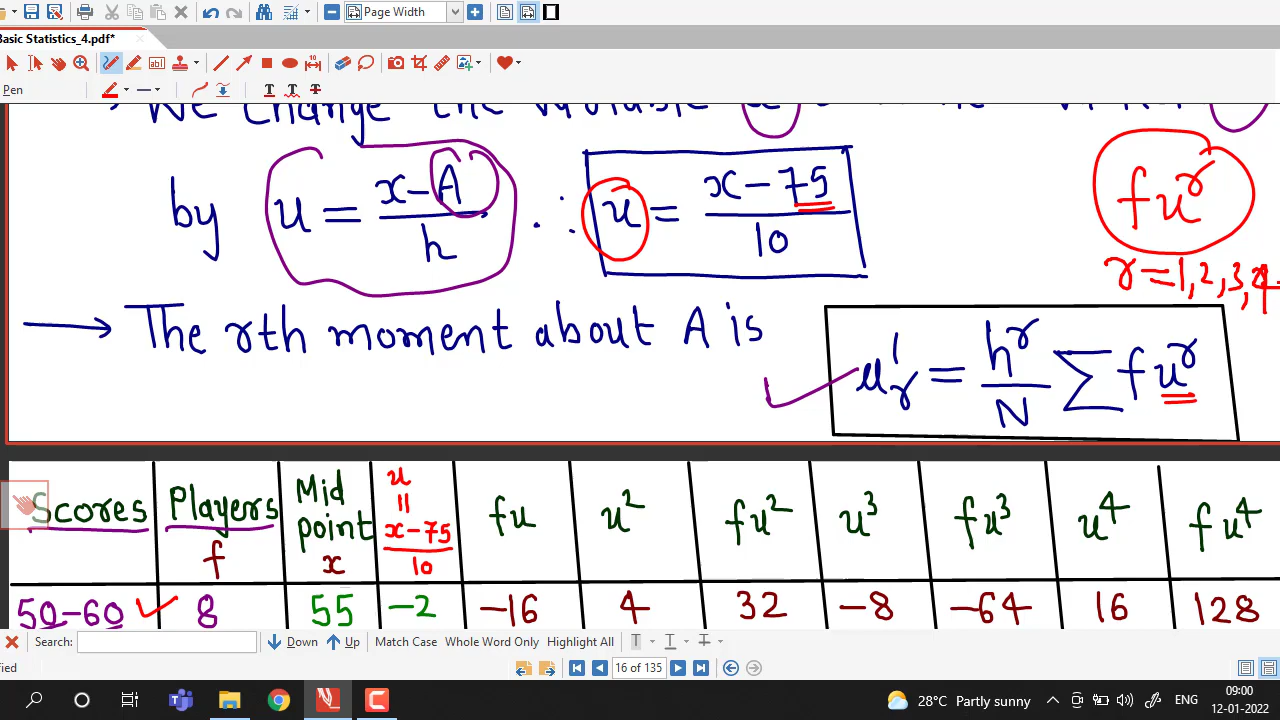 Page Width
Basic Statistics_4.pdf*
Pen
We change the variable
by u = x-A / h ∴ u = x-75 / 10
fu^r
r=1,2,3,4
→ The rth moment about A is
μ'_r = h^r / N ∑ f u^r
Scores Players f Mid point x u = x-75 / 10 fu u² fu² u³ fu³ u⁴ fu⁴
50-60 ✓ 8 55 -2 -16 4 32 -8 -64 16 128
Search: Down Up Match Case Whole Word Only Highlight All
16 of 135
28°C Partly sunny ENG 09:00
12-01-2022